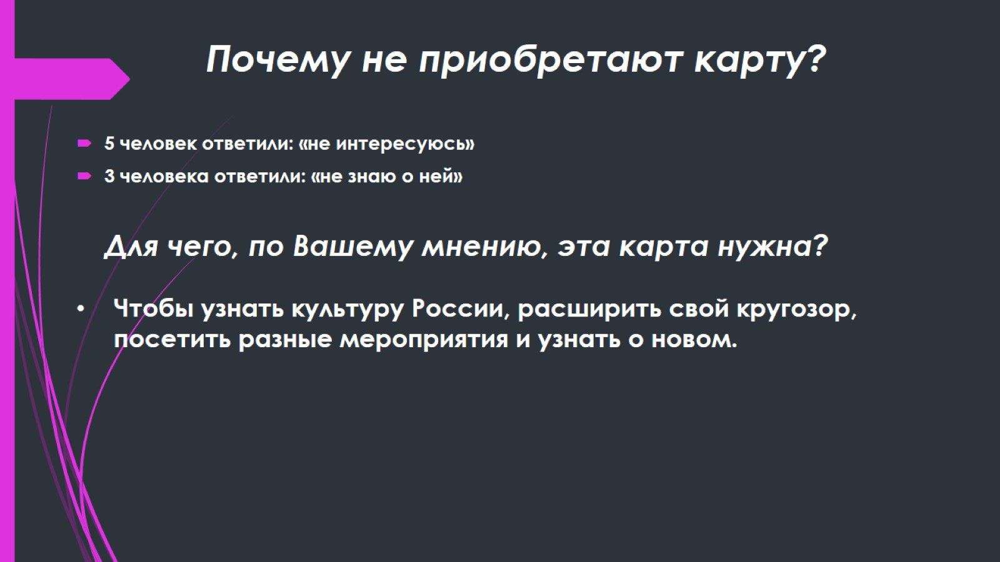 Почему не приобретают карту?
5 человек ответили: «не интересуюсь»
3 человека ответили: «не знаю о ней»
Для чего, по Вашему мнению, эта карта нужна?
• Чтобы узнать культуру России, расширить свой кругозор,
посетить разные мероприятия и узнать о новом.